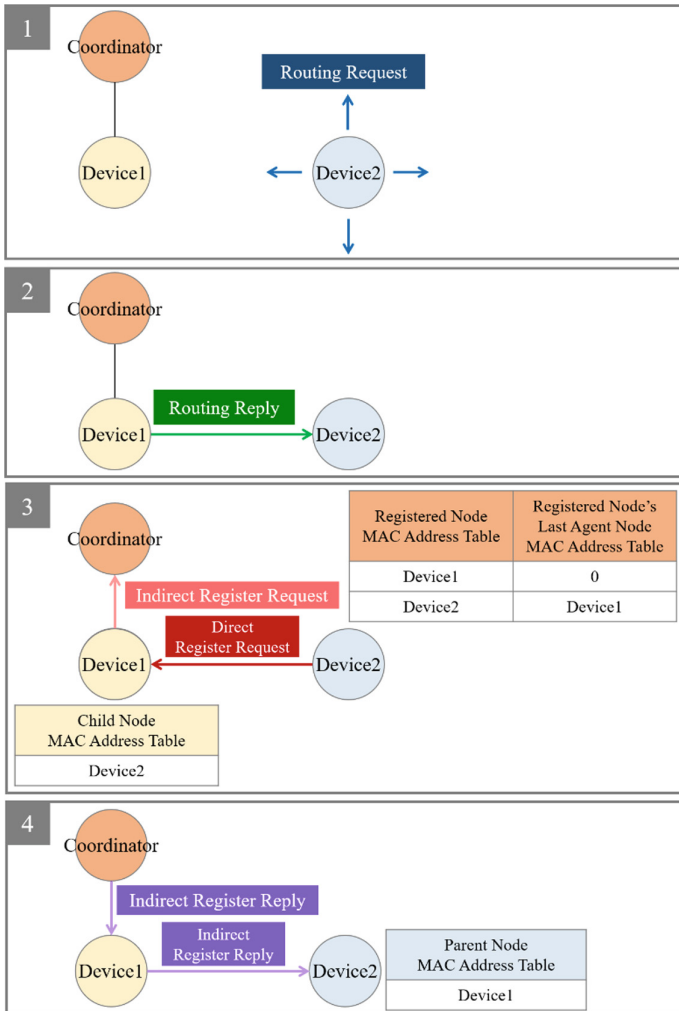 1
Coordinator
Routing Request
Device1
Device2
2
Coordinator
Routing Reply
Device1
Device2
3
Coordinator
Registered Node
MAC Address Table
Registered Node's
Last Agent Node
MAC Address Table
Device1
0
Device2
Device1
Indirect Register Request
Direct
Register Request
Device1
Device2
Child Node
MAC Address Table
Device2
4
Coordinator
Indirect Register Reply
Indirect
Register Reply
Device1
Device2
Parent Node
MAC Address Table
Device1